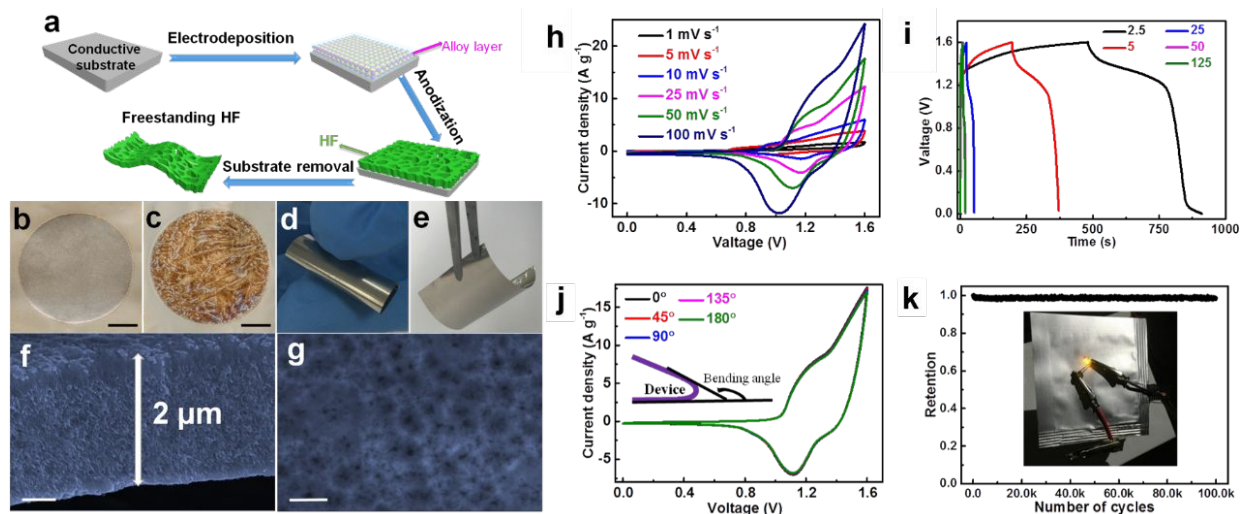 a
Conductive
substrate
Electrodeposition
Alloy layer
Anodization
Freestanding HF
HF
Substrate removal
b
c
d
e
f
2 μm
g
h
Current density (A g⁻¹)
20
10
0
-10
1 mV s⁻¹
5 mV s⁻¹
10 mV s⁻¹
25 mV s⁻¹
50 mV s⁻¹
100 mV s⁻¹
0.0 0.4 0.8 1.2 1.6
Valtage (V)
i
Valtage (V)
1.6
1.2
0.8
0.4
0.0
2.5 25
5 50
125
0 250 500 750 1000
Time (s)
j
Current density (A g⁻¹)
15
10
5
0
-5
0° 135°
45° 180°
90°
Device
Bending angle
0.0 0.4 0.8 1.2 1.6
Voltage (V)
k
Retention
1.0
0.8
0.6
0.4
0.2
0.0
0 20.0k 40.0k 60.0k 80.0k 100.0k
Number of cycles